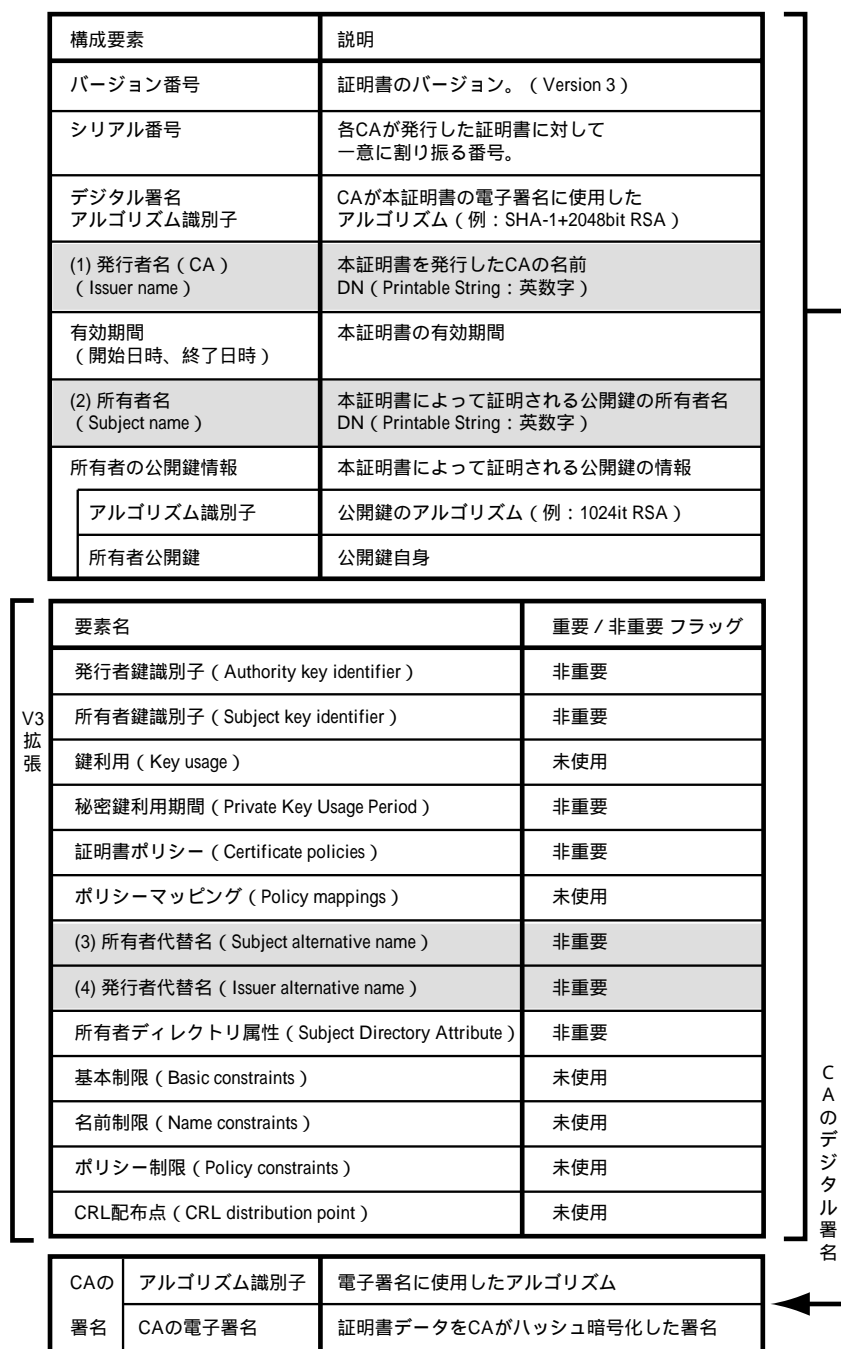 構成要素 説明
バージョン番号 証明書のバージョン。（Version 3）
シリアル番号 各CAが発行した証明書に対して
一意に割り振る番号。
デジタル署名 CAが本証明書の電子署名に使用した
アルゴリズム識別子 アルゴリズム（例：SHA-1+2048bit RSA）
(1) 発行者名（CA） 本証明書を発行したCAの名前
（Issuer name） DN（Printable String：英数字）
有効期間 本証明書の有効期間
（開始日時、終了日時）
(2) 所有者名 本証明書によって証明される公開鍵の所有者名
（Subject name） DN（Printable String：英数字）
所有者の公開鍵情報 本証明書によって証明される公開鍵の情報
アルゴリズム識別子 公開鍵のアルゴリズム（例：1024it RSA）
所有者公開鍵 公開鍵自身
V3拡張
要素名 重要 / 非重要 フラッグ
発行者鍵識別子（Authority key identifier） 非重要
所有者鍵識別子（Subject key identifier） 非重要
鍵利用（Key usage） 未使用
秘密鍵利用期間（Private Key Usage Period） 非重要
証明書ポリシー（Certificate policies） 非重要
ポリシーマッピング（Policy mappings） 未使用
(3) 所有者代替名（Subject alternative name） 非重要
(4) 発行者代替名（Issuer alternative name） 非重要
所有者ディレクトリ属性（Subject Directory Attribute） 非重要
基本制限（Basic constraints） 未使用
名前制限（Name constraints） 未使用
ポリシー制限（Policy constraints） 未使用
CRL配布点（CRL distribution point） 未使用
CAのデジタル署名
CAの署名
アルゴリズム識別子 電子署名に使用したアルゴリズム
CAの電子署名 証明書データをCAがハッシュ暗号化した署名